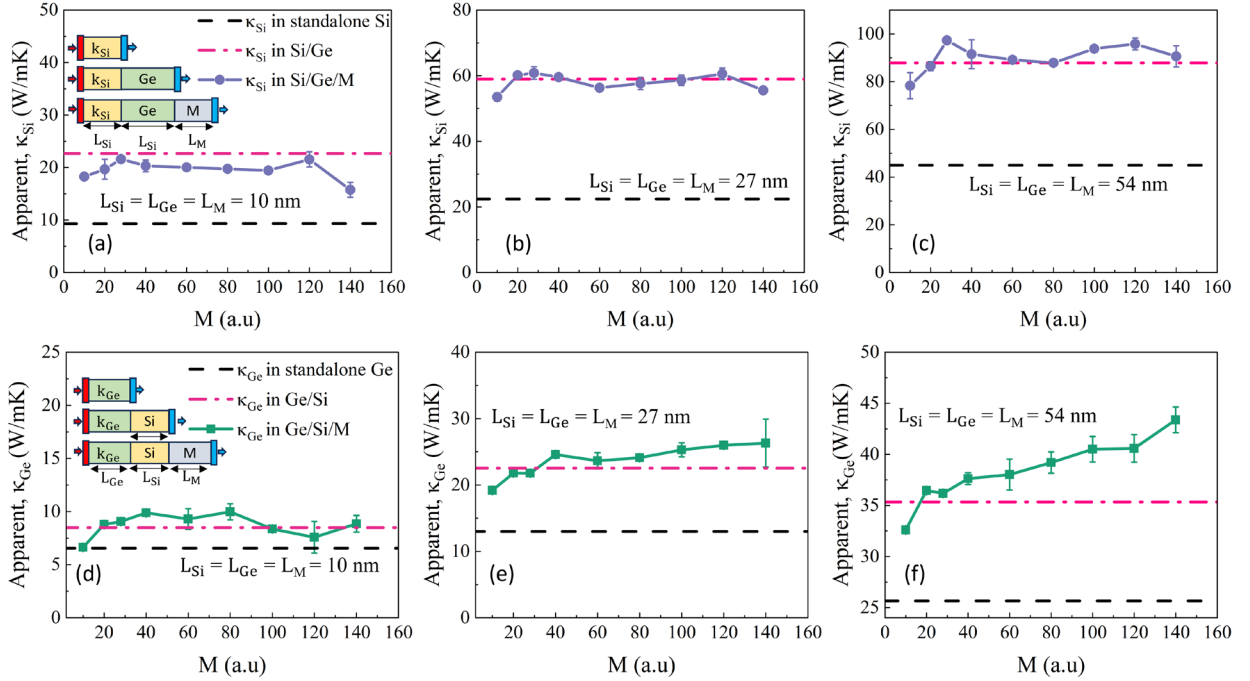 50
45
40
35
30
25
20
15
10
5
0
Apparent, κSi (W/mK)
0 20 40 60 80 100 120 140 160
M (a.u)
κSi in standalone Si
κSi in Si/Ge
κSi in Si/Ge/M
kSi
kSi Ge
kSi Ge M
LSi LSi LM
LSi = LGe = LM = 10 nm
(a)
80
60
40
20
0
Apparent, κSi (W/mK)
0 20 40 60 80 100 120 140 160
M (a.u)
LSi = LGe = LM = 27 nm
(b)
100
80
60
40
20
0
Apparent, κSi (W/mK)
0 20 40 60 80 100 120 140 160
M (a.u)
LSi = LGe = LM = 54 nm
(c)
25
20
15
10
5
0
Apparent, κGe (W/mK)
0 20 40 60 80 100 120 140 160
M (a.u)
κGe in standalone Ge
κGe in Ge/Si
κGe in Ge/Si/M
kGe
kGe Si
kGe Si M
LGe LSi LM
LSi = LGe = LM = 10 nm
(d)
40
30
20
10
0
Apparent, κGe (W/mK)
20 40 60 80 100 120 140 160
M (a.u)
LSi = LGe = LM = 27 nm
(e)
50
45
40
35
30
25
Apparent, κGe(W/mK)
0 20 40 60 80 100 120 140 160
M (a.u)
LSi = LGe = LM = 54 nm
(f)